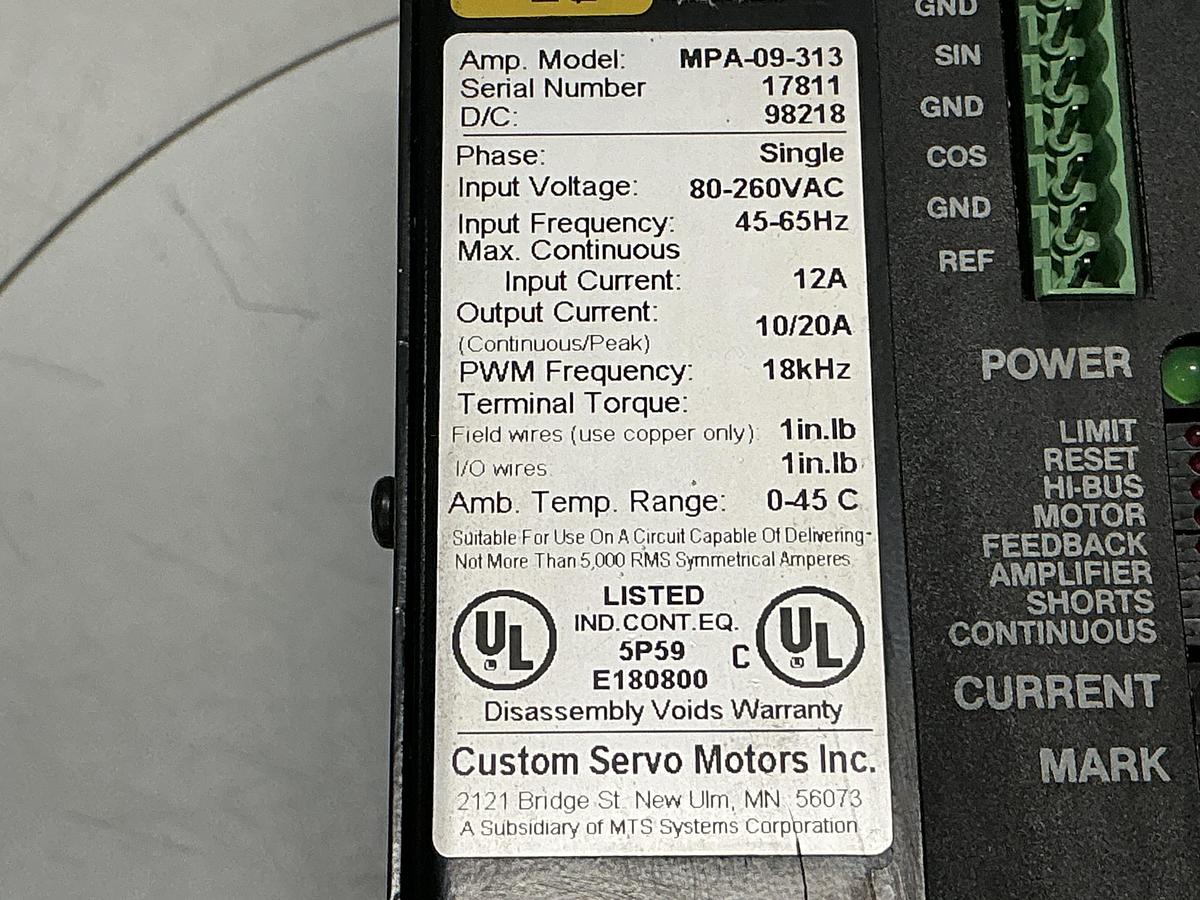 Amp. Model: MPA-09-313
Serial Number 17811
D/C: 98218
Phase: Single
Input Voltage: 80-260VAC
Input Frequency: 45-65Hz
Max. Continuous
Input Current: 12A
Output Current:
(Continuous/Peak) 10/20A
PWM Frequency: 18kHz
Terminal Torque:
Field wires (use copper only): 1in.lb
I/O wires 1in.lb
Amb. Temp. Range: 0-45 C
Suitable For Use On A Circuit Capable Of Delivering-
Not More Than 5,000 RMS Symmetrical Amperes
UL
LISTED
IND.CONT.EQ.
5P59
E180800
C UL
Disassembly Voids Warranty
Custom Servo Motors Inc.
2121 Bridge St. New Ulm, MN. 56073
A Subsidiary of MTS Systems Corporation
GND
SIN
GND
COS
GND
REF
POWER
LIMIT
RESET
HI-BUS
MOTOR
FEEDBACK
AMPLIFIER
SHORTS
CONTINUOUS
CURRENT
MARK